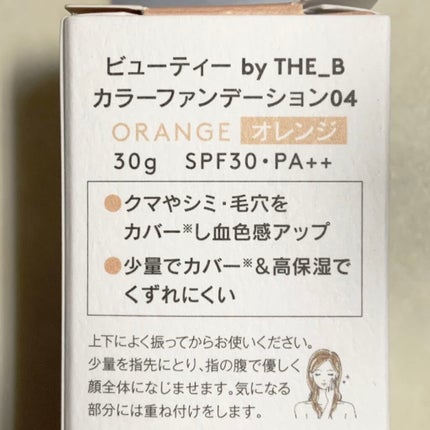 ビューティー by THE_B
カラーファンデーション04
ORANGE オレンジ
30g SPF30・PA++
●クマやシミ・毛穴を
カバー※し血色感アップ
●少量でカバー※&高保湿で
くずれにくい
上下によく振ってからお使いください。
少量を指先にとり、指の腹で優しく
顔全体になじませます。気になる
部分には重ね付けをします。